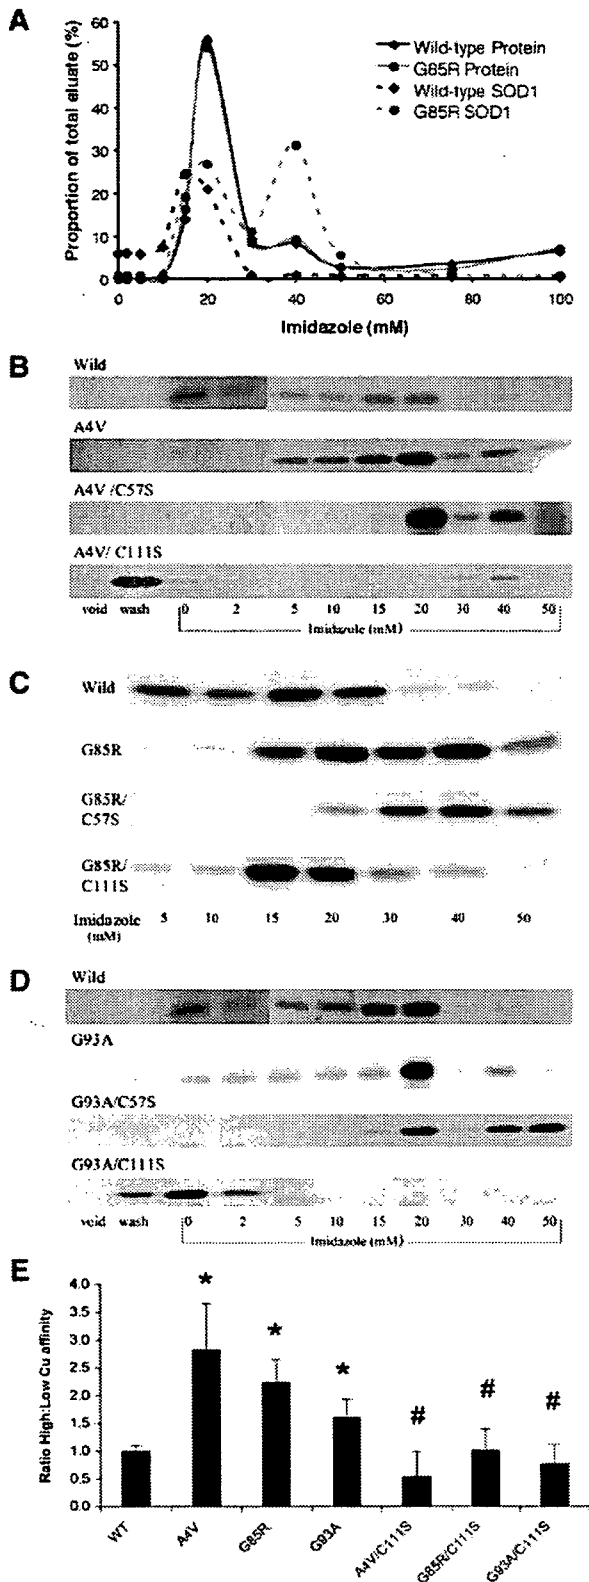 A
60
50
40
30
20
10
0
Proportion of total eluate (%)
Wild-type Protein
G85R Protein
Wild-type SOD1
G85R SOD1
0 20 40 60 80 100
Imidazole (mM)
B
Wild
A4V
A4V /C57S
A4V/ C111S
void wash 0 2 5 10 15 20 30 40 50
Imidazole (mM)
C
Wild
G85R
G85R/
C57S
G85R/
C111S
Imidazole 5 10 15 20 30 40 50
(mM)
D
Wild
G93A
G93A/C57S
G93A/C111S
void wash 0 2 5 10 15 20 30 40 50
Imidazole (mM)
E
4.0
3.5
3.0
2.5
2.0
1.5
1.0
0.5
0.0
Ratio High:Low Cu affinity
* * * # # #
WT A4V G85R G93A A4V/C111S G85R/C111S G93A/C111S